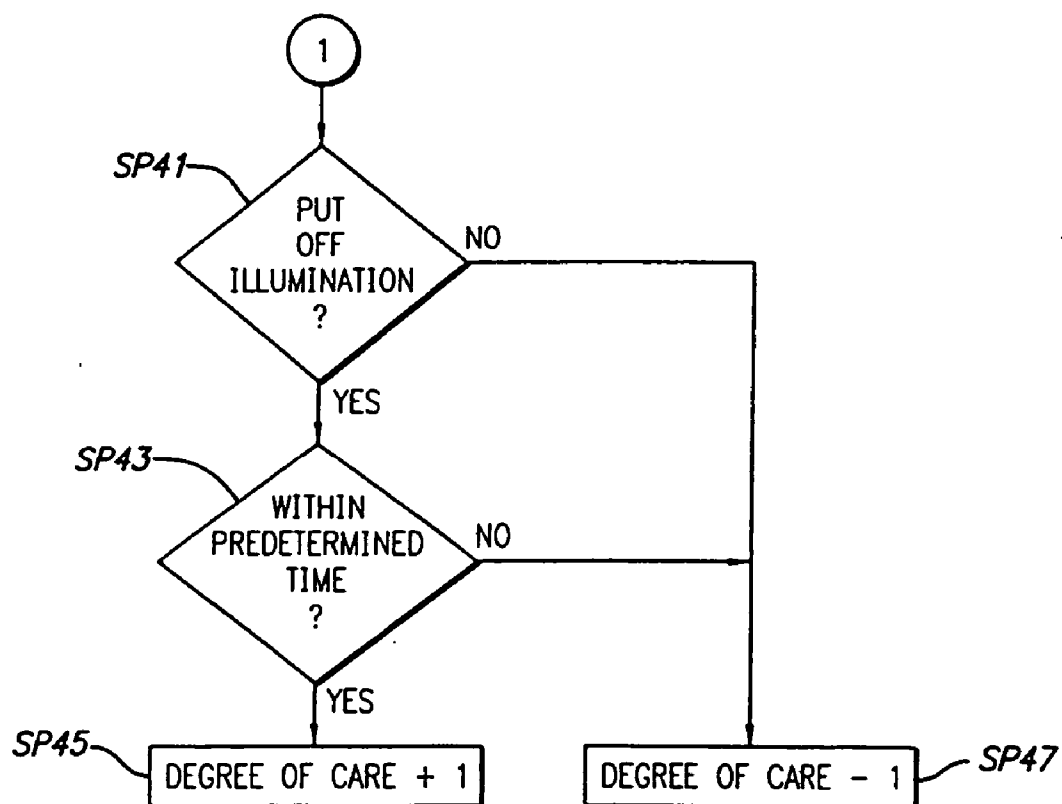 1
SP41
PUT
OFF
ILLUMINATION
?
NO
YES
SP43
WITHIN
PREDETERMINED
TIME
?
NO
YES
SP45
DEGREE OF CARE + 1
DEGREE OF CARE - 1
SP47